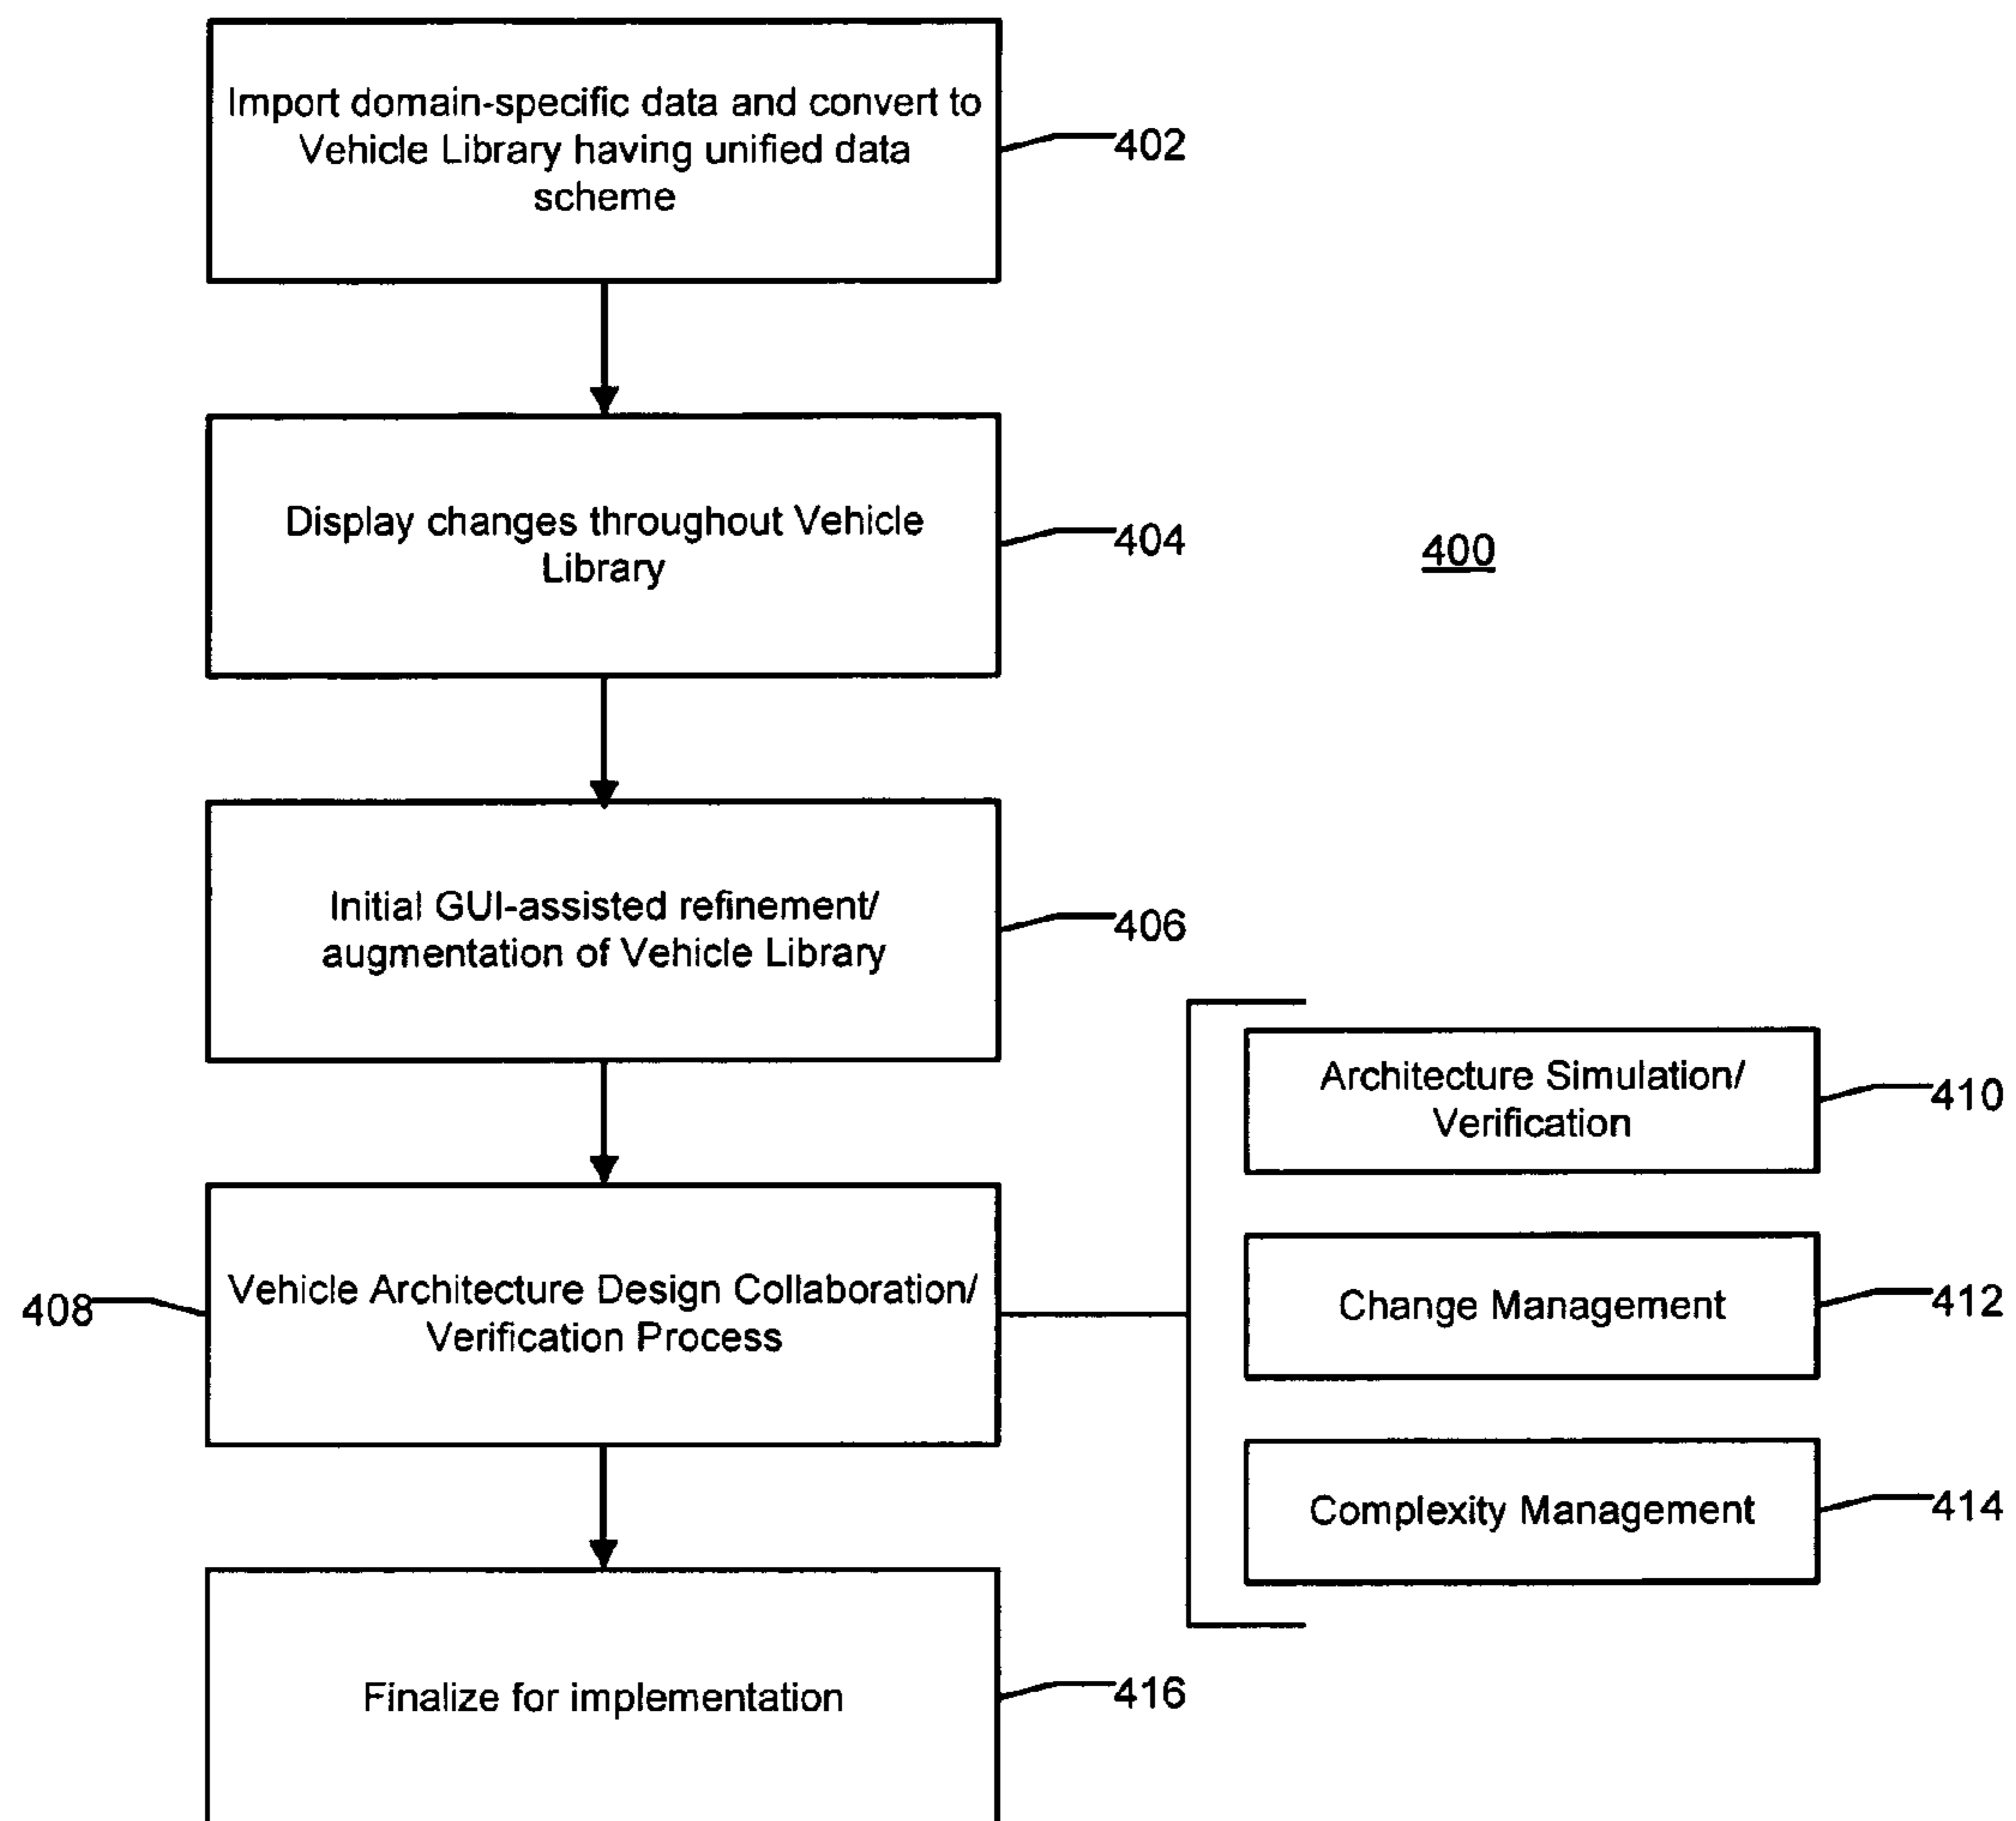 Import domain-specific data and convert to
Vehicle Library having unified data
scheme
402
Display changes throughout Vehicle
Library
404
400
Initial GUI-assisted refinement/
augmentation of Vehicle Library
406
Architecture Simulation/
Verification
410
408
Vehicle Architecture Design Collaboration/
Verification Process
Change Management
412
Complexity Management
414
Finalize for implementation
416